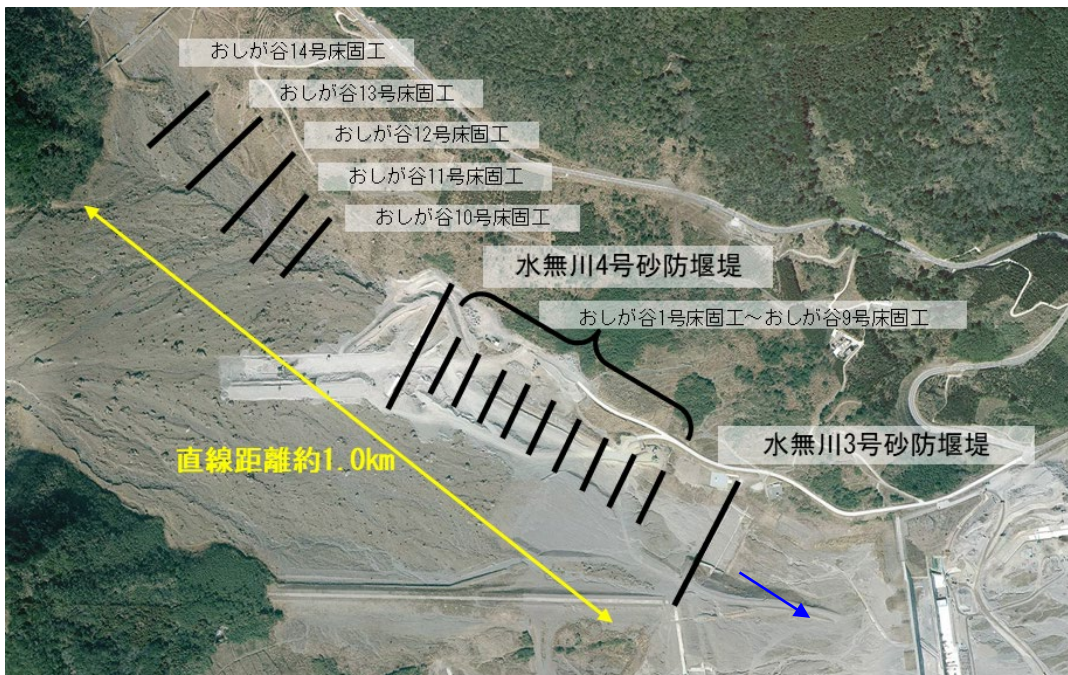 おしが谷14号床固工
おしが谷13号床固工
おしが谷12号床固工
おしが谷11号床固工
おしが谷10号床固工
水無川4号砂防堰堤
おしが谷1号床固工～おしが谷9号床固工
水無川3号砂防堰堤
直線距離約1.0km